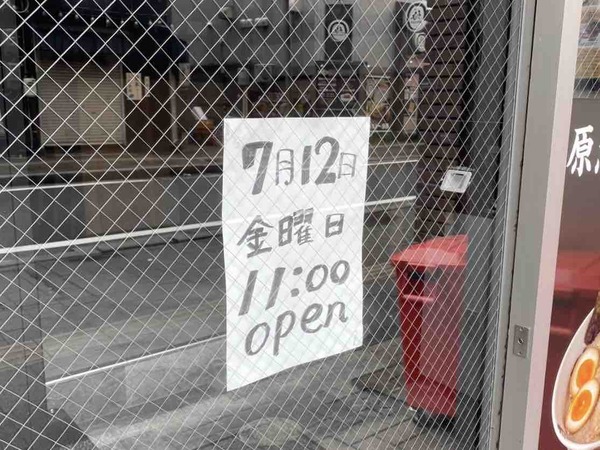 7月12日
金曜日
11:00
open
原